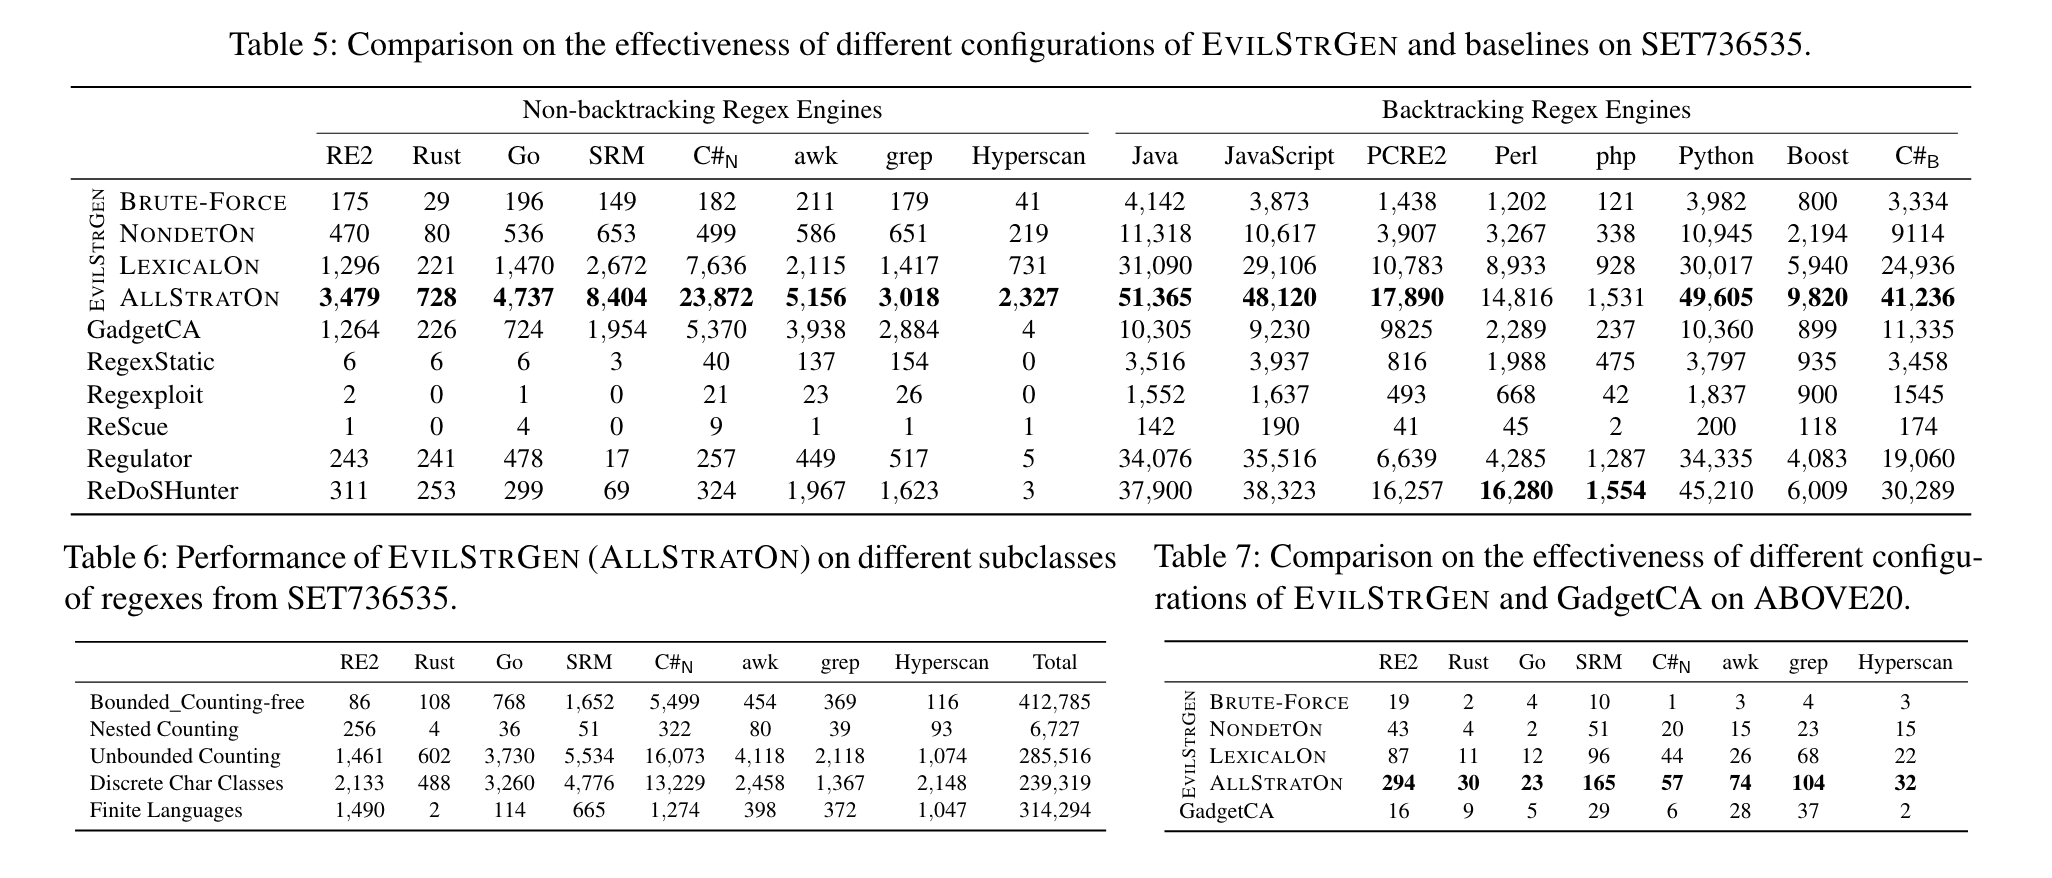 Table 5: Comparison on the effectiveness of different configurations of EVILSTRGEN and baselines on SET736535.
Non-backtracking Regex Engines Backtracking Regex Engines
RE2 Rust Go SRM C#N awk grep Hyperscan Java JavaScript PCRE2 Perl php Python Boost C#B
EVILSTRGEN
BRUTE-FORCE 175 29 196 149 182 211 179 41 4,142 3,873 1,438 1,202 121 3,982 800 3,334
NONDETON 470 80 536 653 499 586 651 219 11,318 10,617 3,907 3,267 338 10,945 2,194 9114
LEXICALON 1,296 221 1,470 2,672 7,636 2,115 1,417 731 31,090 29,106 10,783 8,933 928 30,017 5,940 24,936
ALLSTRATON 3,479 728 4,737 8,404 23,872 5,156 3,018 2,327 51,365 48,120 17,890 14,816 1,531 49,605 9,820 41,236
GadgetCA 1,264 226 724 1,954 5,370 3,938 2,884 4 10,305 9,230 9825 2,289 237 10,360 899 11,335
RegexStatic 6 6 6 3 40 137 154 0 3,516 3,937 816 1,988 475 3,797 935 3,458
Regexploit 2 0 1 0 21 23 26 0 1,552 1,637 493 668 42 1,837 900 1545
ReScue 1 0 4 0 9 1 1 1 142 190 41 45 2 200 118 174
Regulator 243 241 478 17 257 449 517 5 34,076 35,516 6,639 4,285 1,287 34,335 4,083 19,060
ReDoSHunter 311 253 299 69 324 1,967 1,623 3 37,900 38,323 16,257 16,280 1,554 45,210 6,009 30,289
Table 6: Performance of EVILSTRGEN (ALLSTRATON) on different subclasses
of regexes from SET736535.
RE2 Rust Go SRM C#N awk grep Hyperscan Total
Bounded_Counting-free 86 108 768 1,652 5,499 454 369 116 412,785
Nested Counting 256 4 36 51 322 80 39 93 6,727
Unbounded Counting 1,461 602 3,730 5,534 16,073 4,118 2,118 1,074 285,516
Discrete Char Classes 2,133 488 3,260 4,776 13,229 2,458 1,367 2,148 239,319
Finite Languages 1,490 2 114 665 1,274 398 372 1,047 314,294
Table 7: Comparison on the effectiveness of different configu-
rations of EVILSTRGEN and GadgetCA on ABOVE20.
RE2 Rust Go SRM C#N awk grep Hyperscan
EVILSTRGEN
BRUTE-FORCE 19 2 4 10 1 3 4 3
NONDETON 43 4 2 51 20 15 23 15
LEXICALON 87 11 12 96 44 26 68 22
ALLSTRATON 294 30 23 165 57 74 104 32
GadgetCA 16 9 5 29 6 28 37 2